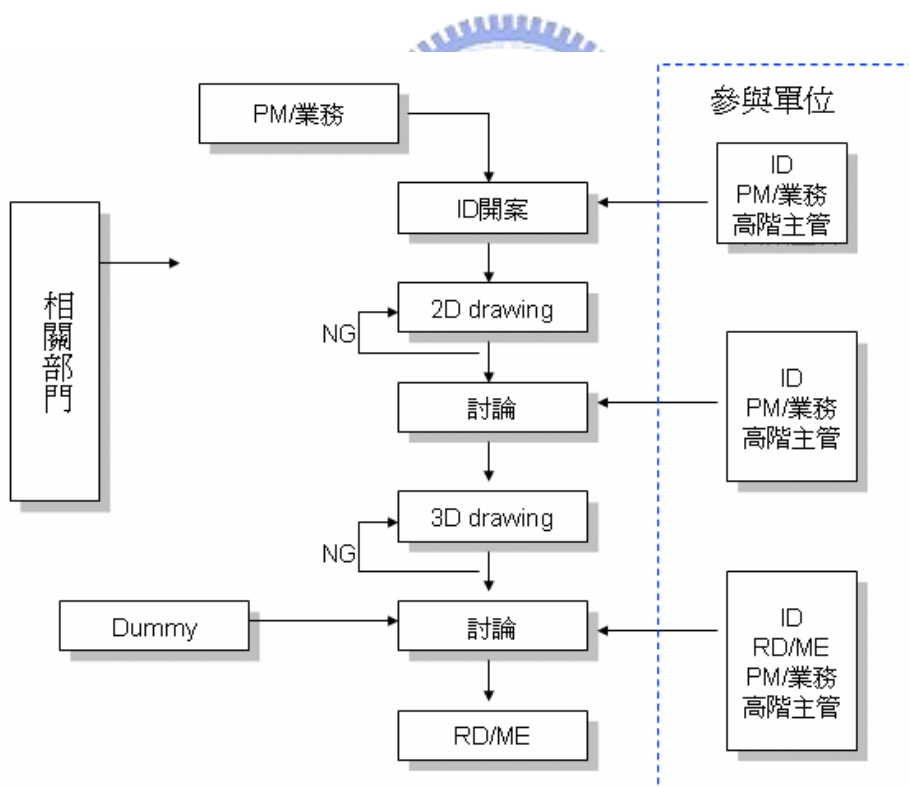 PM/業務
參與單位
ID開案
ID
PM/業務
高階主管
相關部門
2D drawing
NG
討論
ID
PM/業務
高階主管
3D drawing
NG
Dummy
討論
ID
RD/ME
PM/業務
高階主管
RD/ME